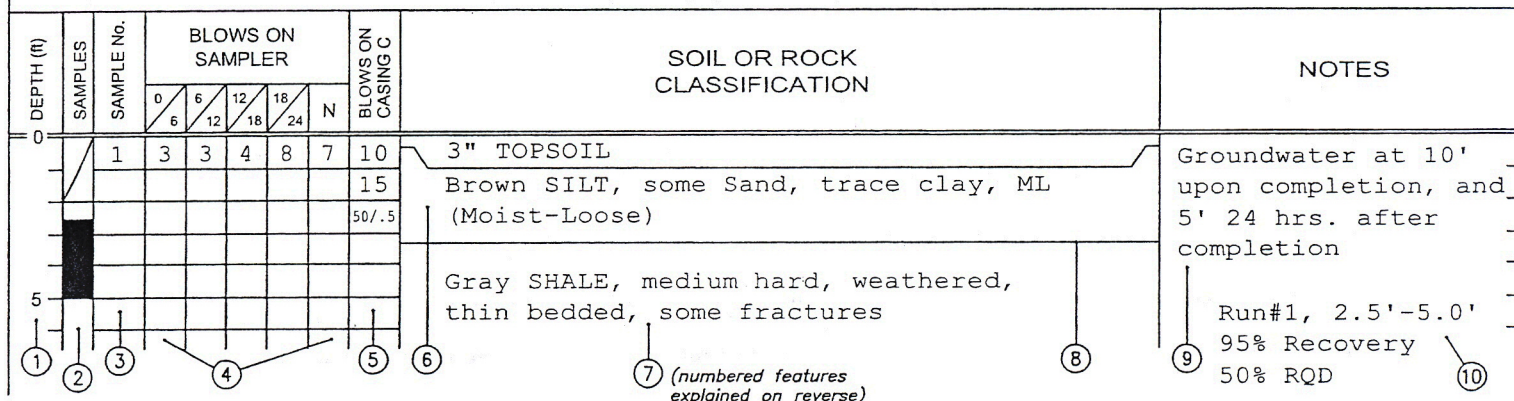 DEPTH (ft)
SAMPLES
SAMPLE No.
BLOWS ON
SAMPLER
0/6 6/12 12/18 18/24 N
BLOWS ON
CASING C
SOIL OR ROCK
CLASSIFICATION
NOTES
0
1 3 3 4 8 7 10
15
50/.5
3" TOPSOIL
Brown SILT, some Sand, trace clay, ML
(Moist-Loose)
Gray SHALE, medium hard, weathered,
thin bedded, some fractures
Groundwater at 10'
upon completion, and
5' 24 hrs. after
completion
Run#1, 2.5'-5.0'
95% Recovery
50% RQD
5
1 2 3 4 5 6 7 8 9 10
(numbered features
explained on reverse)